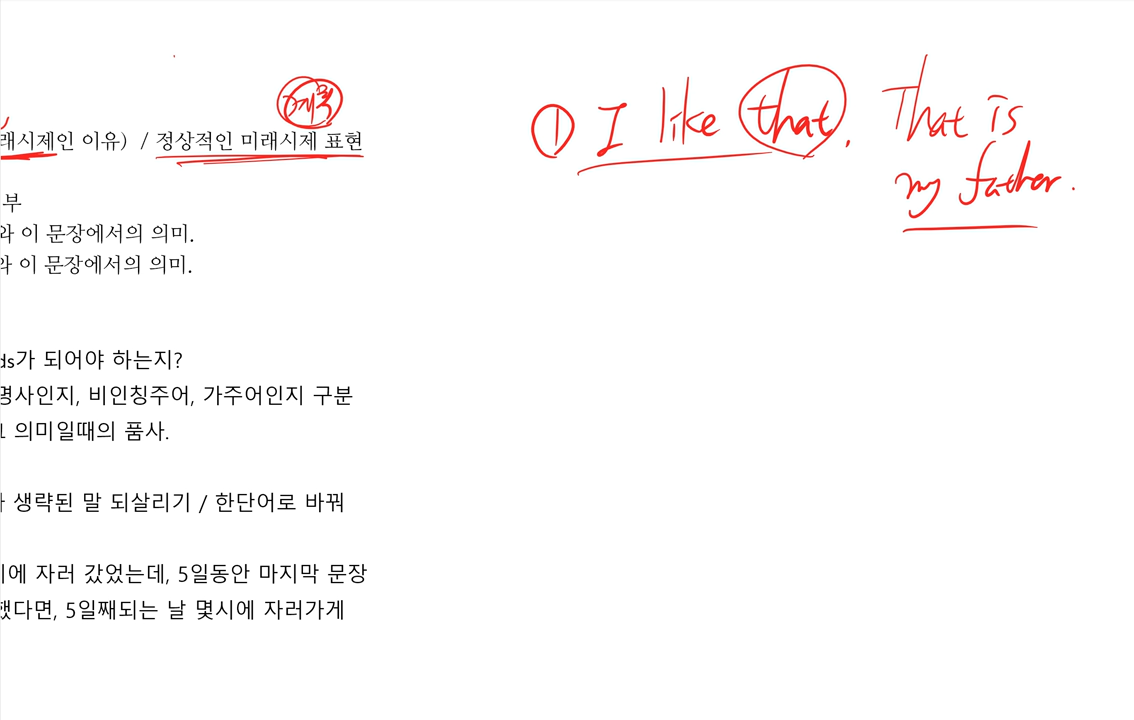 계획
래시제인 이유) / 정상적인 미래시제 표현
부
와 이 문장에서의 의미.
와 이 문장에서의 의미.
ds가 되어야 하는지?
명사인지, 비인칭주어, 가주어인지 구분
의미일때의 품사.
생략된 말 되살리기 / 한단어로 바꿔
에 자러 갔었는데, 5일동안 마지막 문장
했다면, 5일째되는 날 몇시에 자러가게
① I like that. That is
my father.